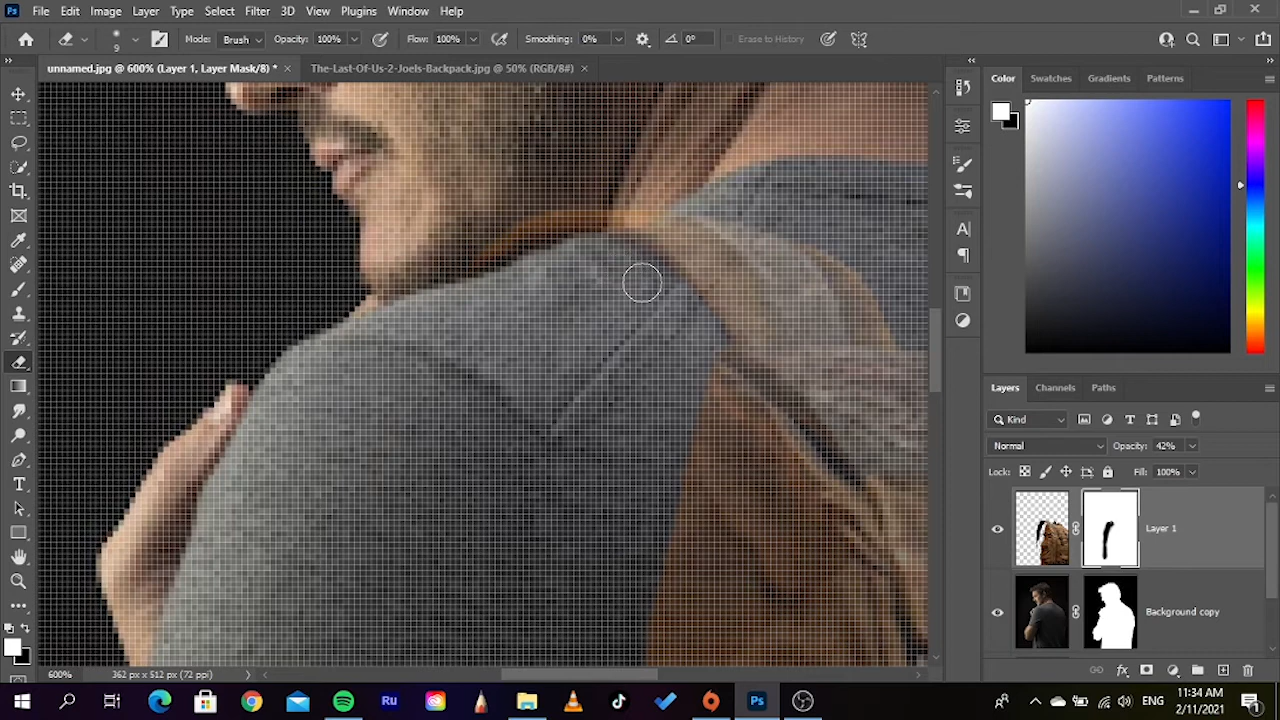 Ps File Edit Image Layer Type Select Filter 3D View Plugins Window Help
9 Mode: Brush Opacity: 100% Flow: 100% Smoothing: 0% 0° Erase to History
unnamed.jpg @ 600% (Layer 1, Layer Mask/8) * × The-Last-Of-Us-2-Joels-Backpack.jpg @ 50% (RGB/8#) ×
Color Swatches Gradients Patterns
Layers Channels Paths
Kind
Normal Opacity: 42%
Lock: Fill: 100%
Layer 1
Background copy
600% 362 px x 512 px (72 ppi)
Ru Ps ENG 11:34 AM
2/11/2021